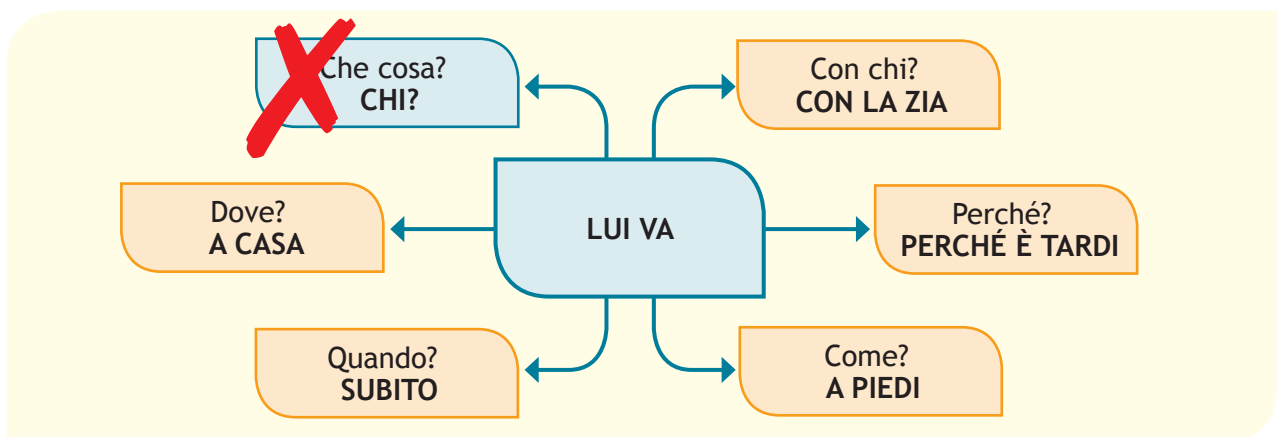 Che cosa?
CHI?
Con chi?
CON LA ZIA
Dove?
A CASA
LUI VA
Perché?
PERCHÉ È TARDI
Quando?
SUBITO
Come?
A PIEDI